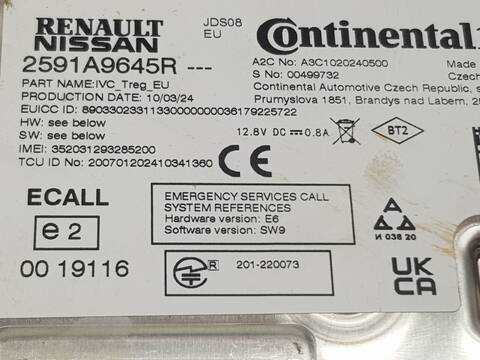 RENAULT
NISSAN
JDS08
EU
Continental
2591A9645R ---
A2C No: A3C1020240500
S No: 00499732
Made
Czech
PART NAME:IVC_Treg_EU
Continental Automotive Czech Republic, s
PRODUCTION: 10/03/24
Prumyslova 1851, Brandys nad Labem, 2
EUICC ID: 89033023311330000000036179225722
HW: see below
12.8V DC 0.8A
BT2
SW: see below
IMEI: 352031293285200
TCU ID No: 200701202410341360
CE
ECALL
e2
00 19116
EMERGENCY SERVICES CALL
SYSTEM REFERENCES
Hardware version: E6
Software version: SW9
R
201-220073
И 038 20
UK
CA